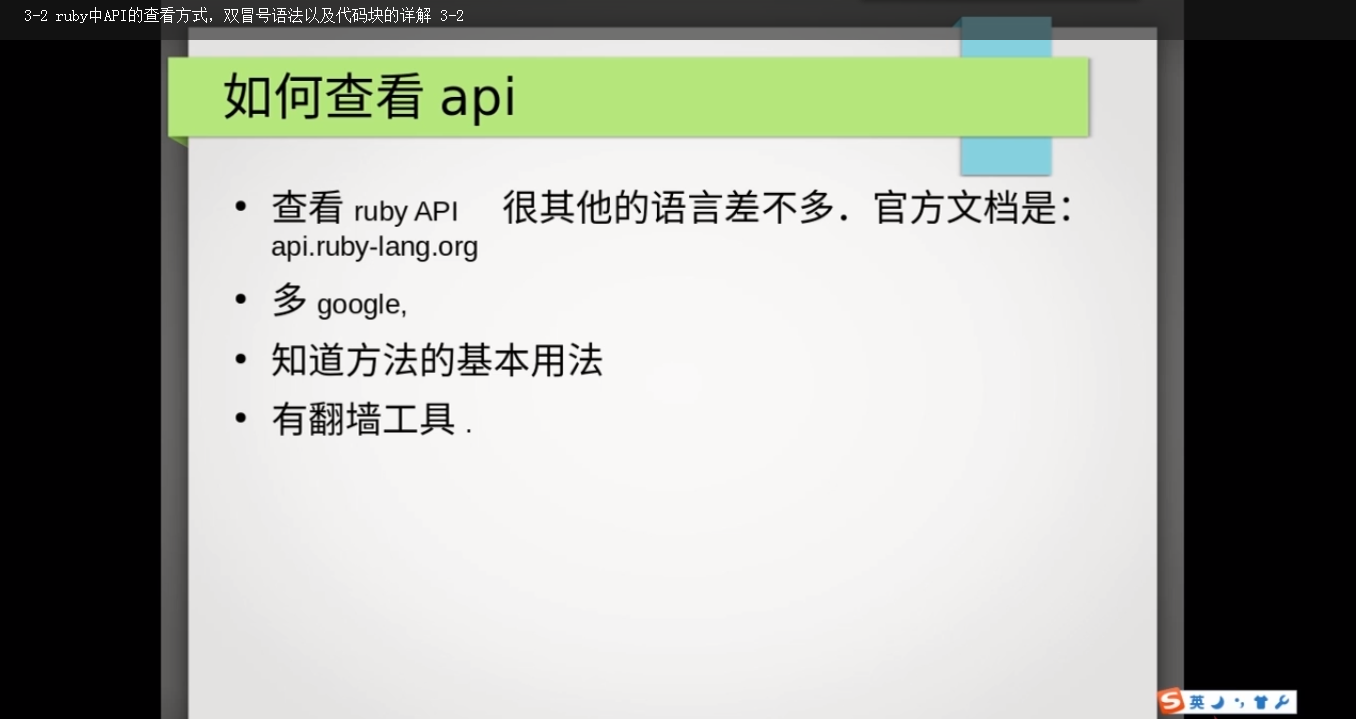 3-2 ruby中API的查看方式，双冒号语法以及代码块的详解 3-2
如何查看 api
• 查看 ruby API 很其他的语言差不多．官方文档是：
api.ruby-lang.org
• 多 google,
• 知道方法的基本用法
• 有翻墙工具 .
英